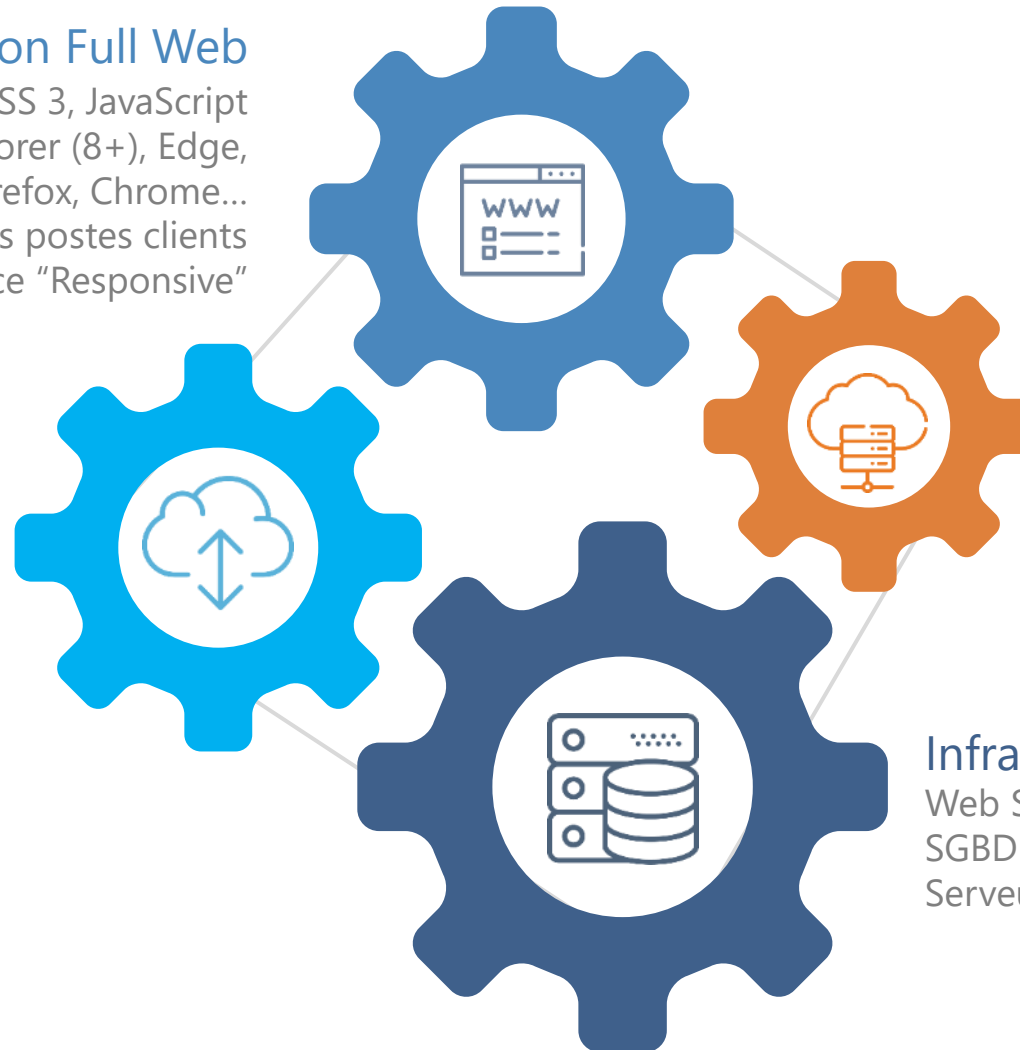 on Full Web
SS 3, JavaScript
orer (8+), Edge,
refox, Chrome…
s postes clients
ce “Responsive”
WWW
Infra
Web S
SGBD
Serveu